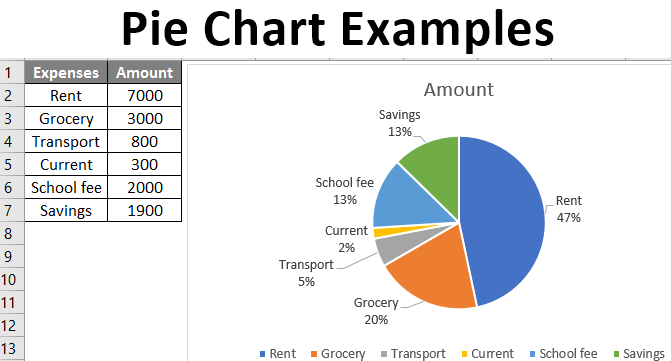 Pie Chart Examples
1 Expenses Amount
2 Rent 7000
3 Grocery 3000
4 Transport 800
5 Current 300
6 School fee 2000
7 Savings 1900
8
9
10
11
12
13
Amount
Savings
13%
School fee
13%
Current
2%
Transport
5%
Grocery
20%
Rent
47%
Rent Grocery Transport Current School fee Savings